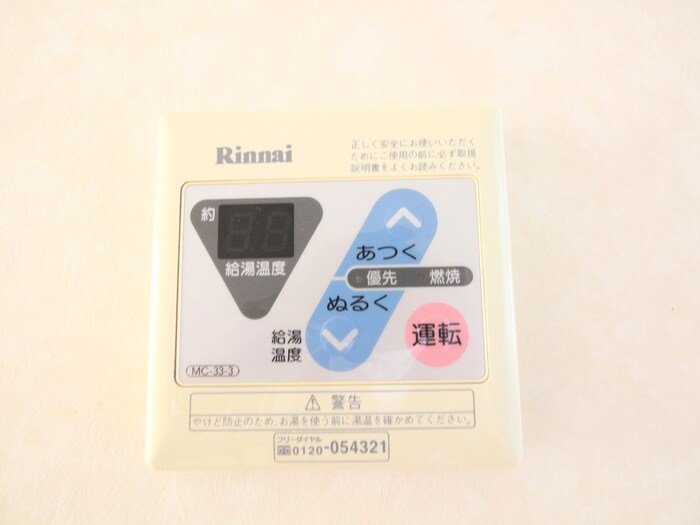 Rinnai
正しく安全にお使いいただく
ためにご使用の前に必ず取扱
説明書をよくお読みください。
約
給湯温度
あつく
優先 燃焼
ぬるく
給湯
温度
運転
MC-33-3
警告
やけど防止のため、お湯を使う前に湯温を確かめてください。
フリーダイヤル
0120-054321